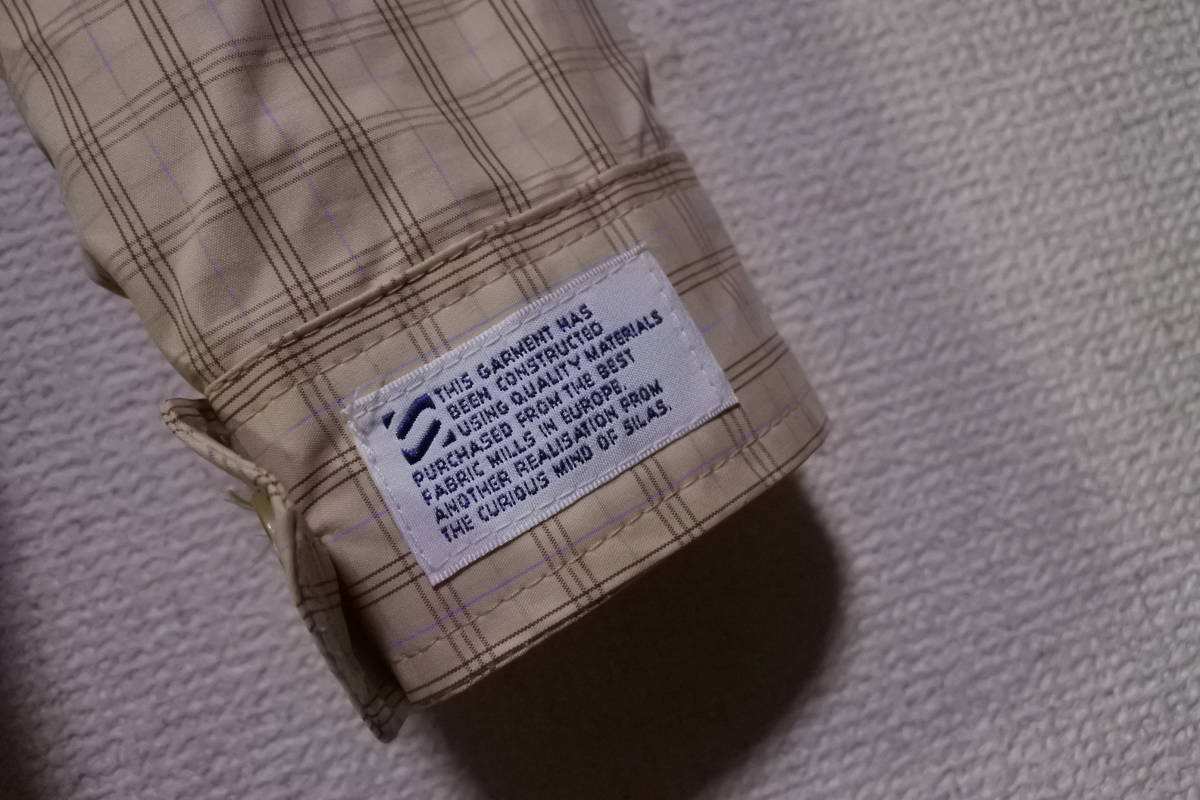 THIS GARMENT HAS
BEEN CONSTRUCTED
USING QUALITY MATERIALS
PURCHASED FROM THE BEST
FABRIC MILLS IN EUROPE.
ANOTHER REALISATION FROM
THE CURIOUS MIND OF SILAS.